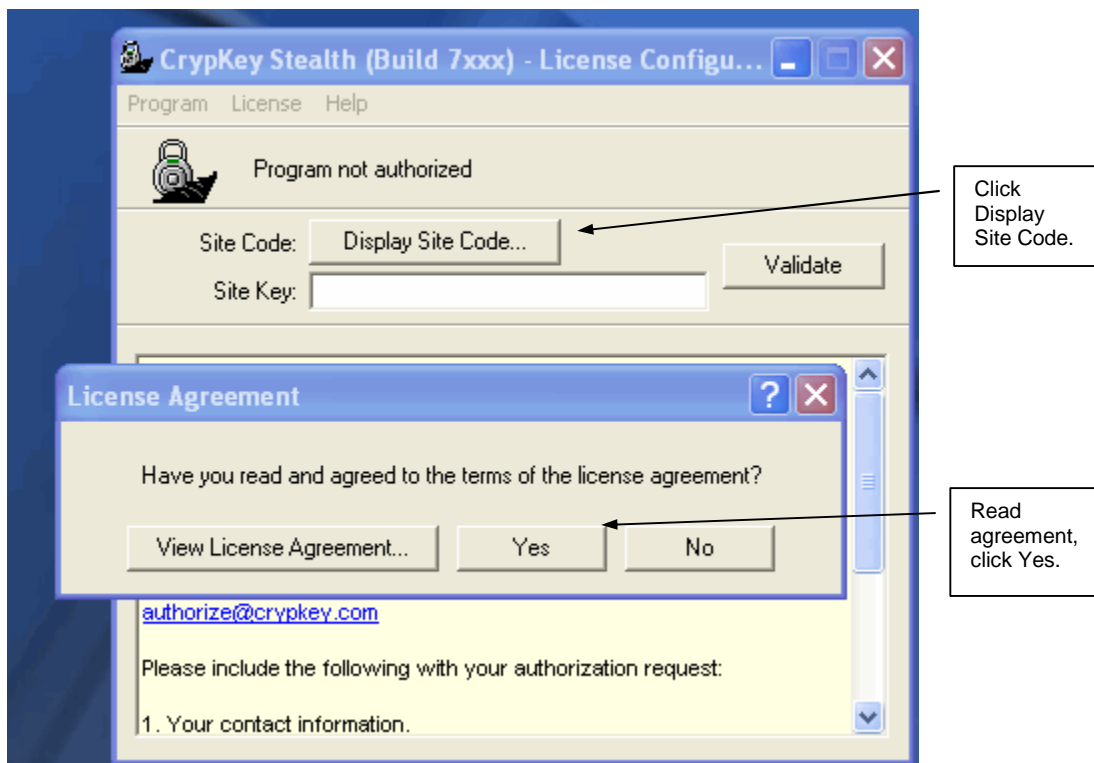 CrypKey Stealth (Build 7xxx) - License Configu...
Program License Help
Program not authorized
Site Code: Display Site Code...
Validate
Site Key:
Click
Display
Site Code.
License Agreement
Have you read and agreed to the terms of the license agreement?
View License Agreement... Yes No
Read
agreement,
click Yes.
authorize@crypkey.com
Please include the following with your authorization request:
1. Your contact information.